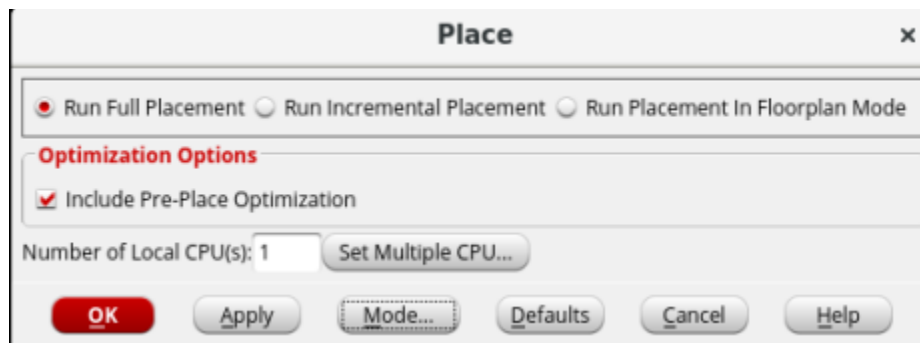 Place ×
Run Full Placement Run Incremental Placement Run Placement In Floorplan Mode
Optimization Options
Include Pre-Place Optimization
Number of Local CPU(s): 1 Set Multiple CPU...
OK Apply Mode... Defaults Cancel Help